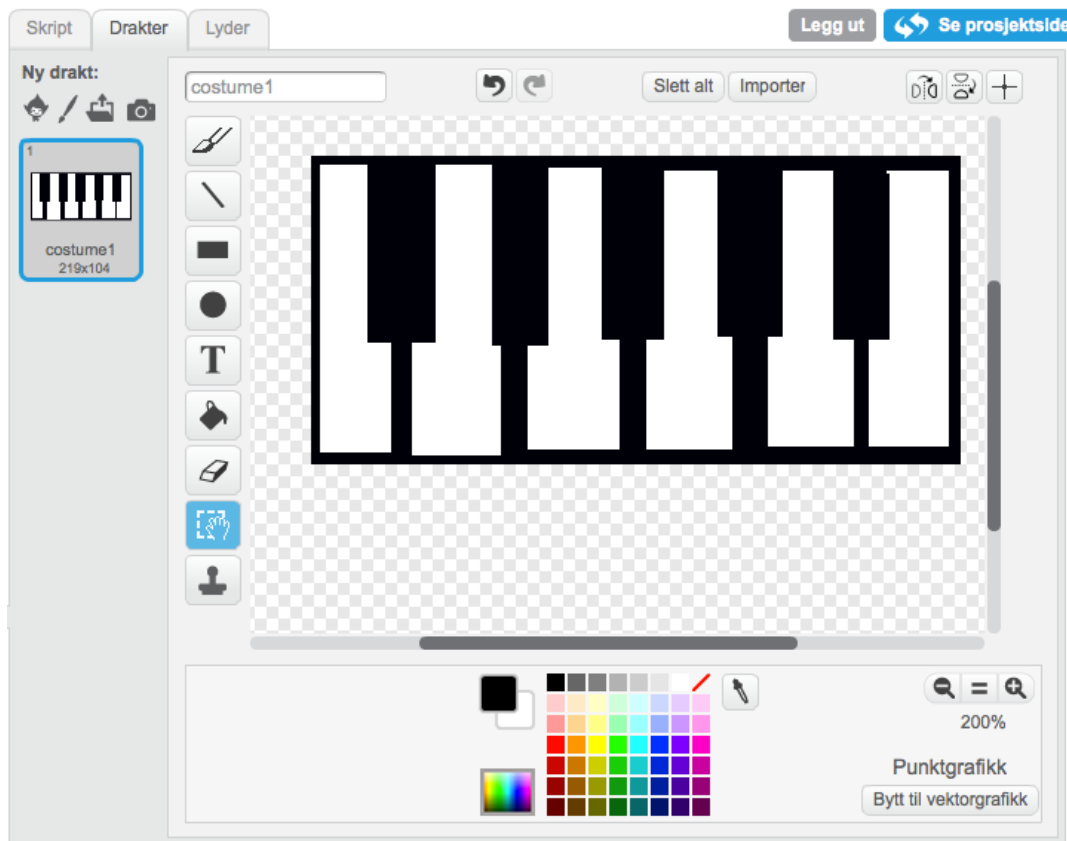 Skript
Drakter
Lyder
Legg ut
Se prosjektside
Ny drakt:
costume1
Slett alt
Importer
1
costume1
219x104
T
200%
Punktgrafikk
Bytt til vektorgrafikk